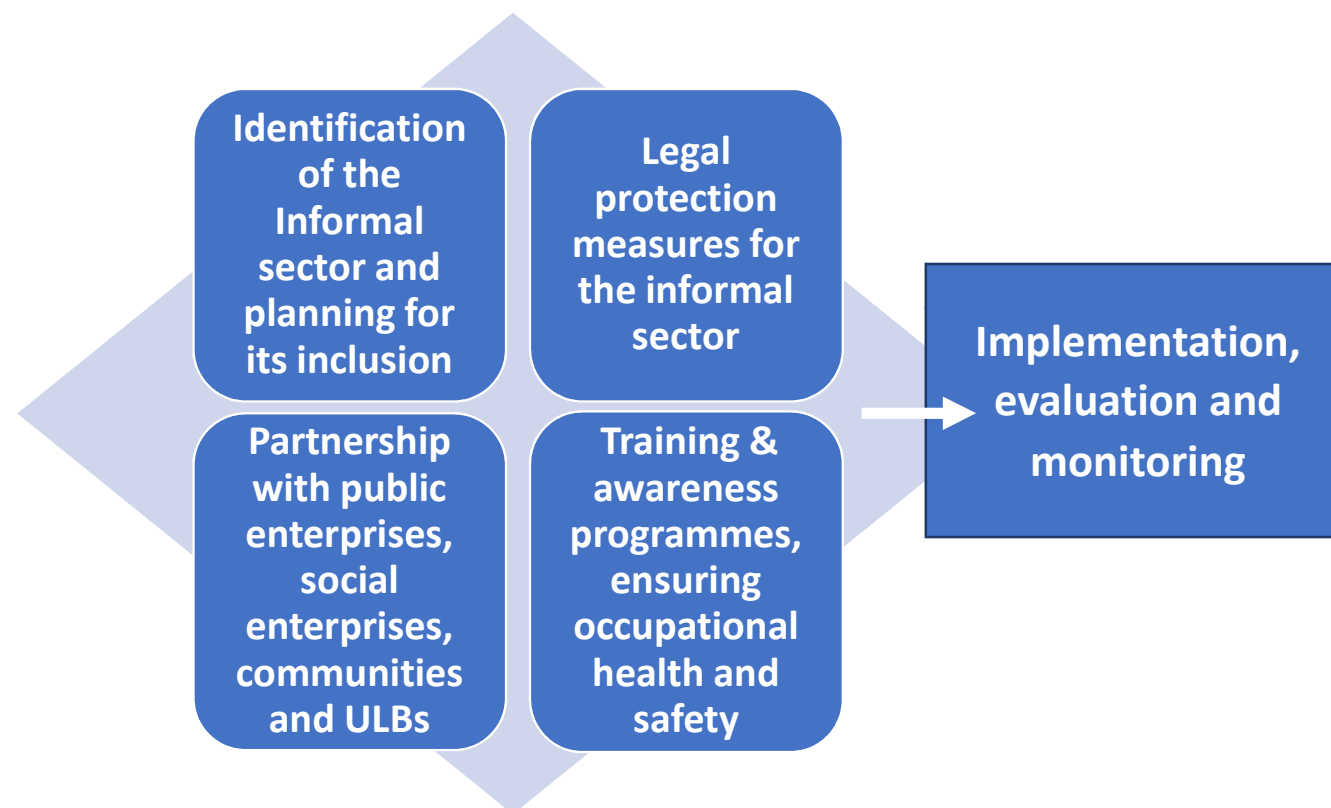 Identification
of the
Informal
sector and
planning for
its inclusion
Legal
protection
measures for
the informal
sector
Partnership
with public
enterprises,
social
enterprises,
communities
and ULBs
Training &
awareness
programmes,
ensuring
occupational
health and
safety
Implementation,
evaluation and
monitoring